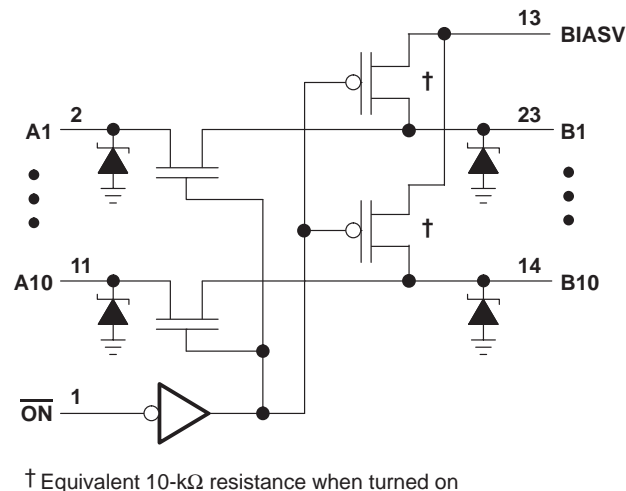 13
BIASV
†
A1 2 23 B1
†
A10 11 14 B10
ON 1
† Equivalent 10-kΩ resistance when turned on